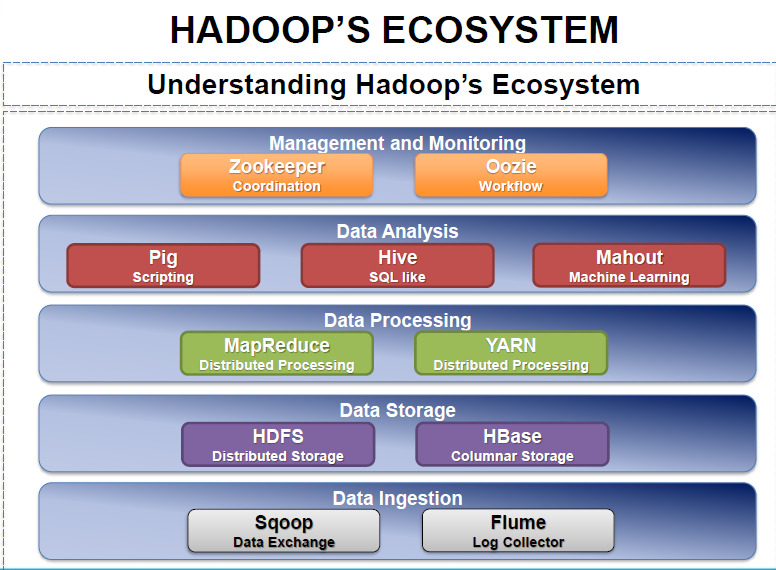 HADOOP'S ECOSYSTEM
Understanding Hadoop's Ecosystem
Management and Monitoring
Zookeeper
Coordination
Oozie
Workflow
Data Analysis
Pig
Scripting
Hive
SQL like
Mahout
Machine Learning
Data Processing
MapReduce
Distributed Processing
YARN
Distributed Processing
Data Storage
HDFS
Distributed Storage
HBase
Columnar Storage
Data Ingestion
Sqoop
Data Exchange
Flume
Log Collector